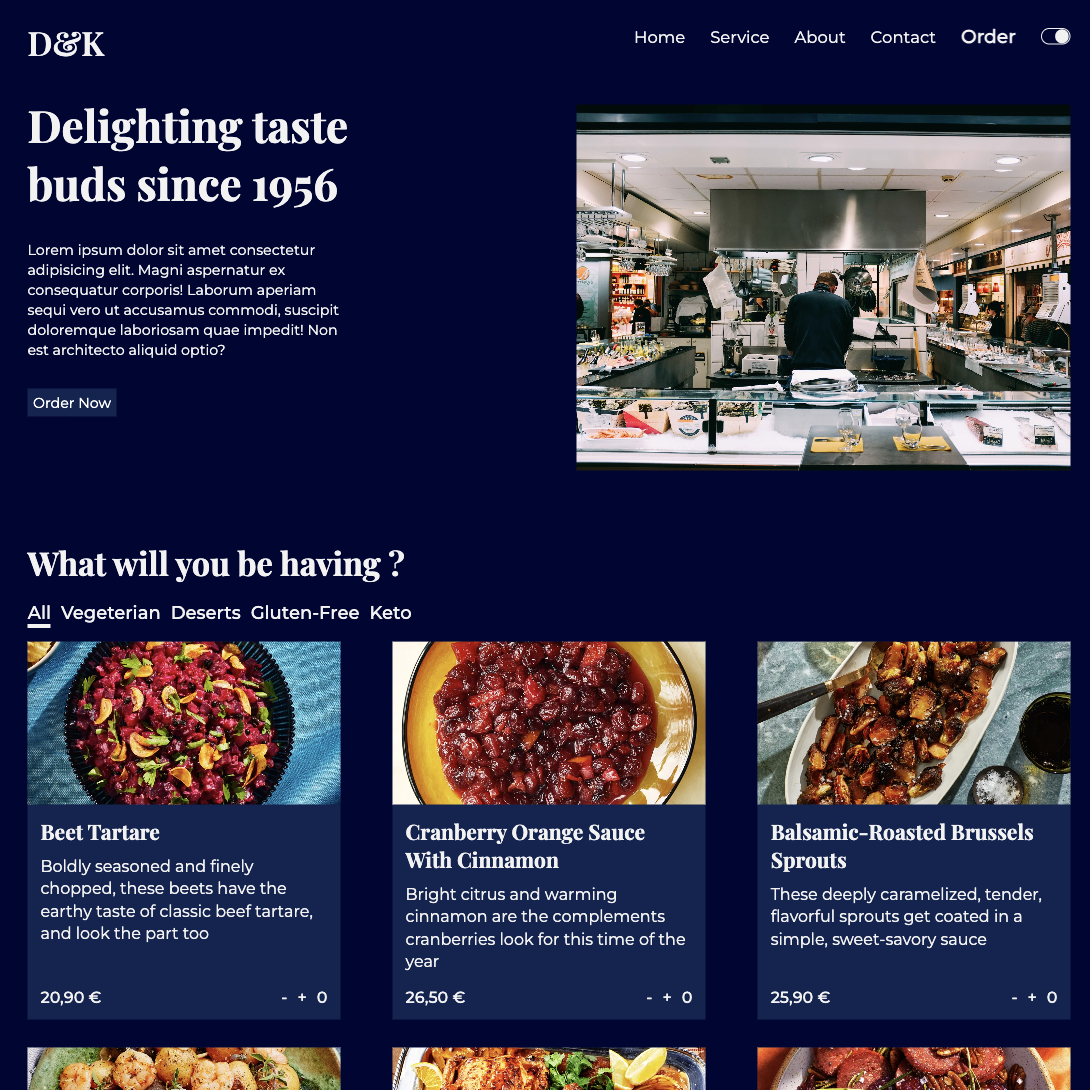 D&K
Home Service About Contact Order
Delighting taste
buds since 1956
Lorem ipsum dolor sit amet consectetur
adipisicing elit. Magni aspernatur ex
consequatur corporis! Laborum aperiam
sequi vero ut accusamus commodi, suscipit
doloremque laboriosam quae impedit! Non
est architecto aliquid optio?
Order Now
What will you be having ?
All Vegeterian Deserts Gluten-Free Keto
Beet Tartare
Boldly seasoned and finely
chopped, these beets have the
earthy taste of classic beef tartare,
and look the part too
20,90 €
- + 0
Cranberry Orange Sauce
With Cinnamon
Bright citrus and warming
cinnamon are the complements
cranberries look for this time of the
year
26,50 €
- + 0
Balsamic-Roasted Brussels
Sprouts
These deeply caramelized, tender,
flavorful sprouts get coated in a
simple, sweet-savory sauce
25,90 €
- + 0